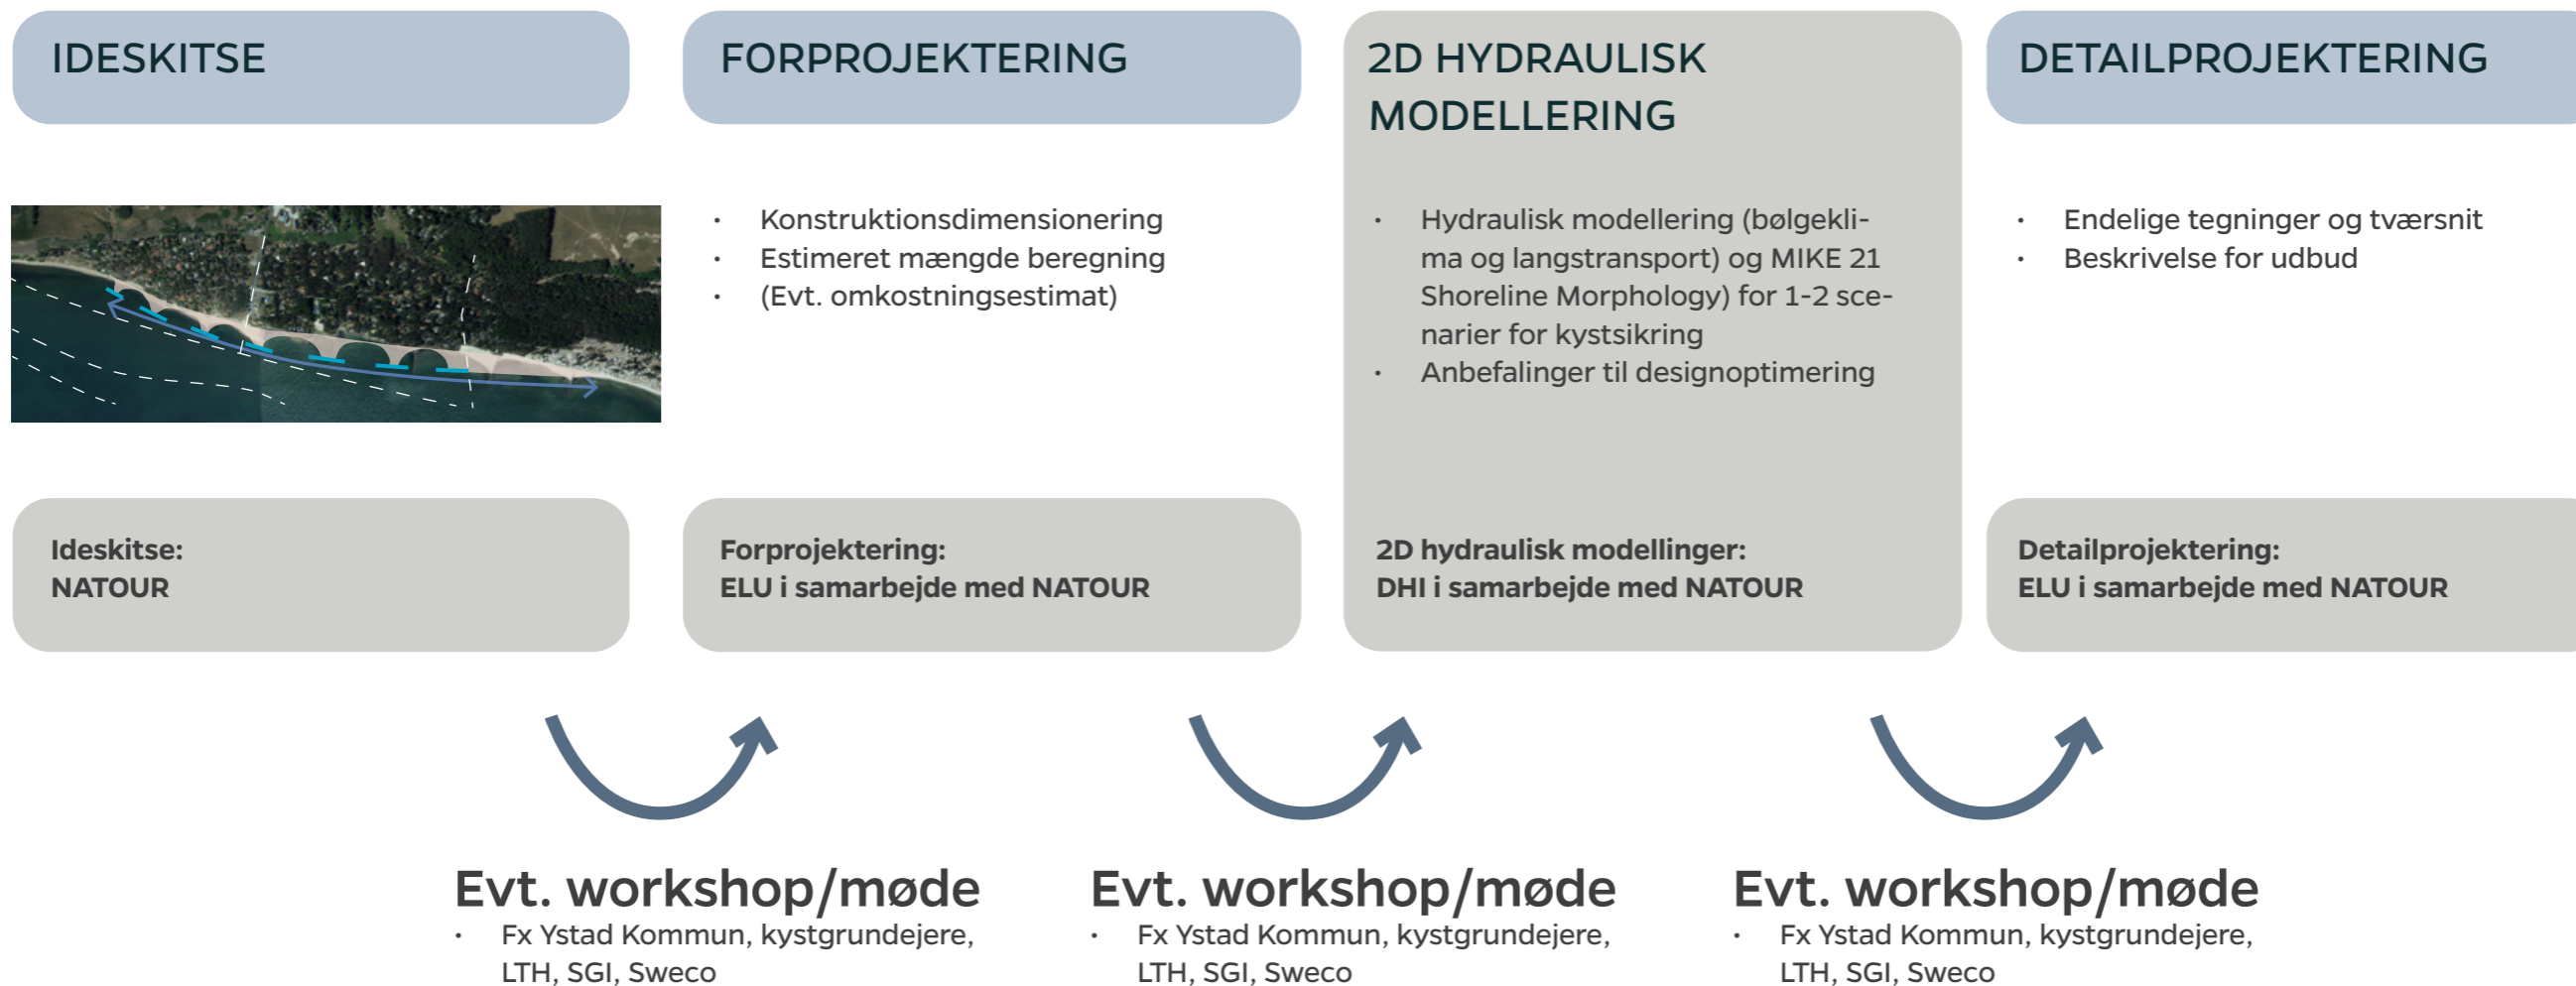 IDESKITSE
FORPROJEKTERING
• Konstruktionsdimensionering
• Estimeret mængde beregning
• (Evt. omkostningsestimat)
2D HYDRAULISK
MODELLERING
• Hydraulisk modellering (bølgekli-
ma og langstransport) og MIKE 21
Shoreline Morphology) for 1-2 sce-
narier for kystsikring
• Anbefalinger til designoptimering
DETAILPROJEKTERING
• Endelige tegninger og tværsnit
• Beskrivelse for udbud
Ideskitse:
NATOUR
Forprojektering:
ELU i samarbejde med NATOUR
2D hydraulisk modellinger:
DHI i samarbejde med NATOUR
Detailprojektering:
ELU i samarbejde med NATOUR
Evt. workshop/møde
• Fx Ystad Kommun, kystgrundejere,
LTH, SGI, Sweco
Evt. workshop/møde
• Fx Ystad Kommun, kystgrundejere,
LTH, SGI, Sweco
Evt. workshop/møde
• Fx Ystad Kommun, kystgrundejere,
LTH, SGI, Sweco